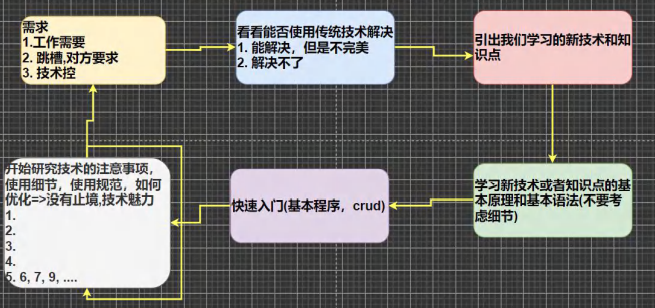 需求
1.工作需要
2. 跳槽,对方要求
3. 技术控
看看能否使用传统技术解决
1. 能解决，但是不完美
2. 解决不了
引出我们学习的新技术和知
识点
学习新技术或者知识点的基
本原理和基本语法(不要考
虑细节)
快速入门(基本程序，crud)
开始研究技术的注意事项，
使用细节，使用规范，如何
优化=>没有止境,技术魅力
1.
2.
3.
4.
5. 6, 7, 9, ....